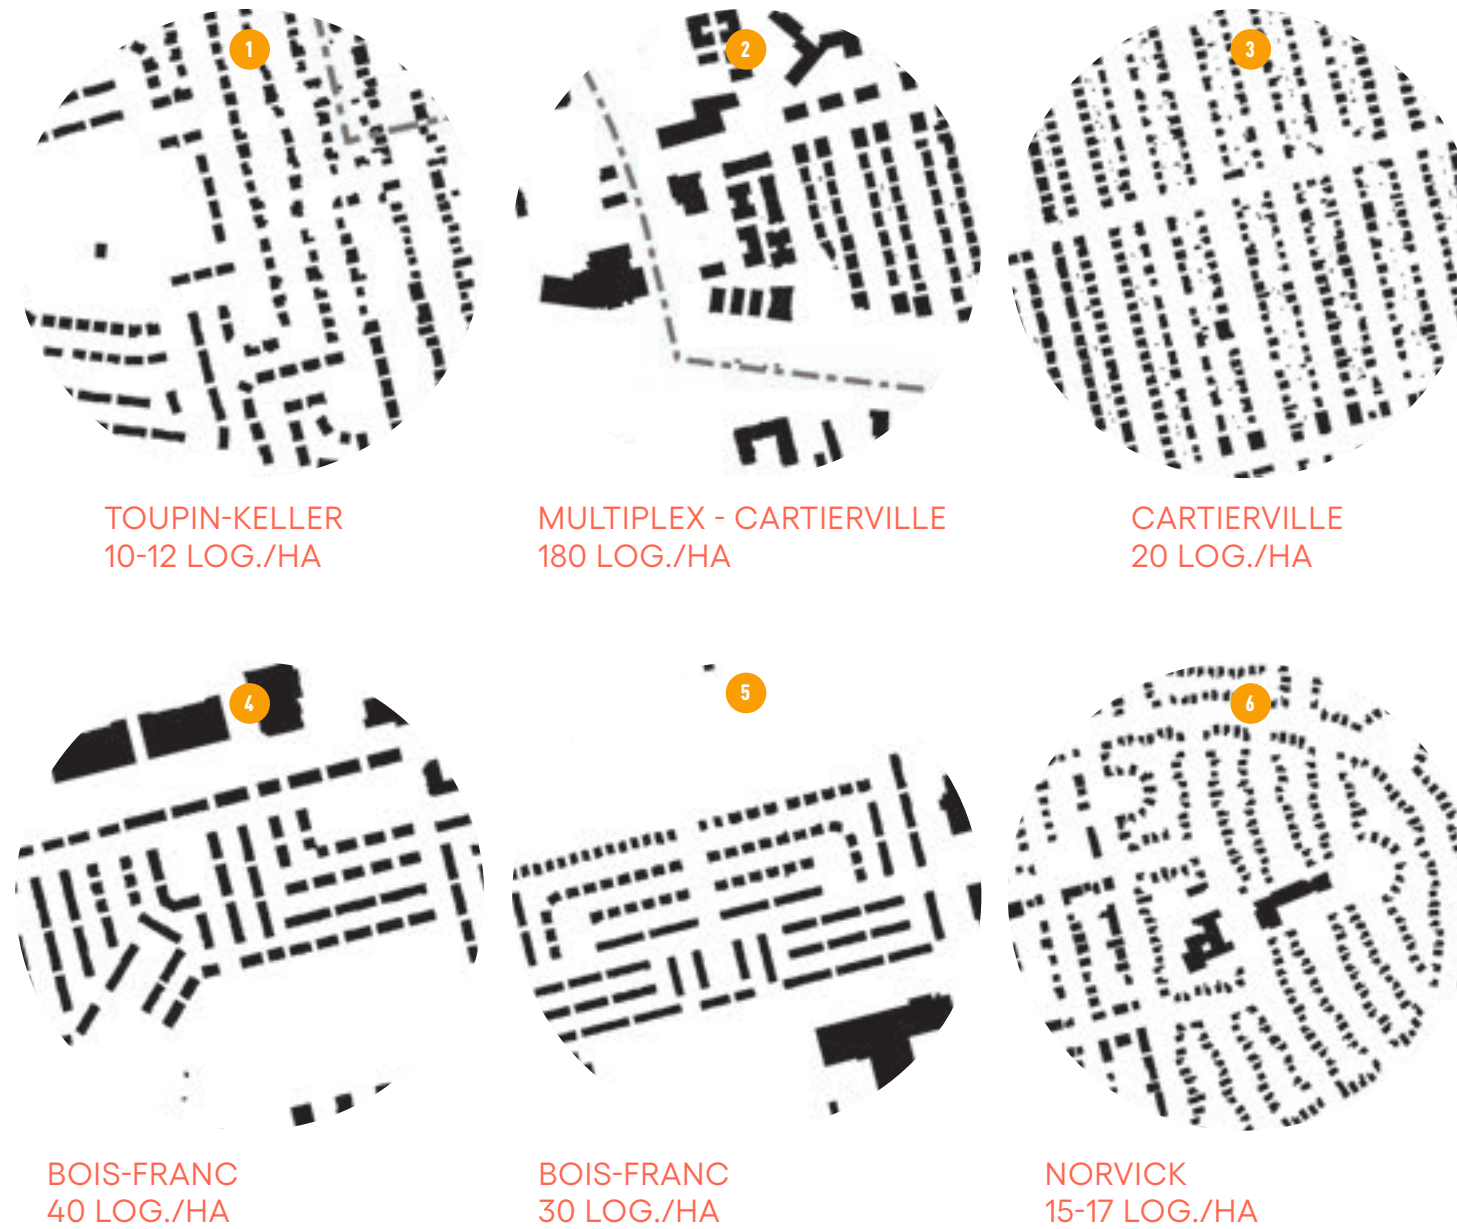 1
2
3
TOUPIN-KELLER
10-12 LOG./HA
MULTIPLEX - CARTIERVILLE
180 LOG./HA
CARTIERVILLE
20 LOG./HA
4
5
6
BOIS-FRANC
40 LOG./HA
BOIS-FRANC
30 LOG./HA
NORVICK
15-17 LOG./HA